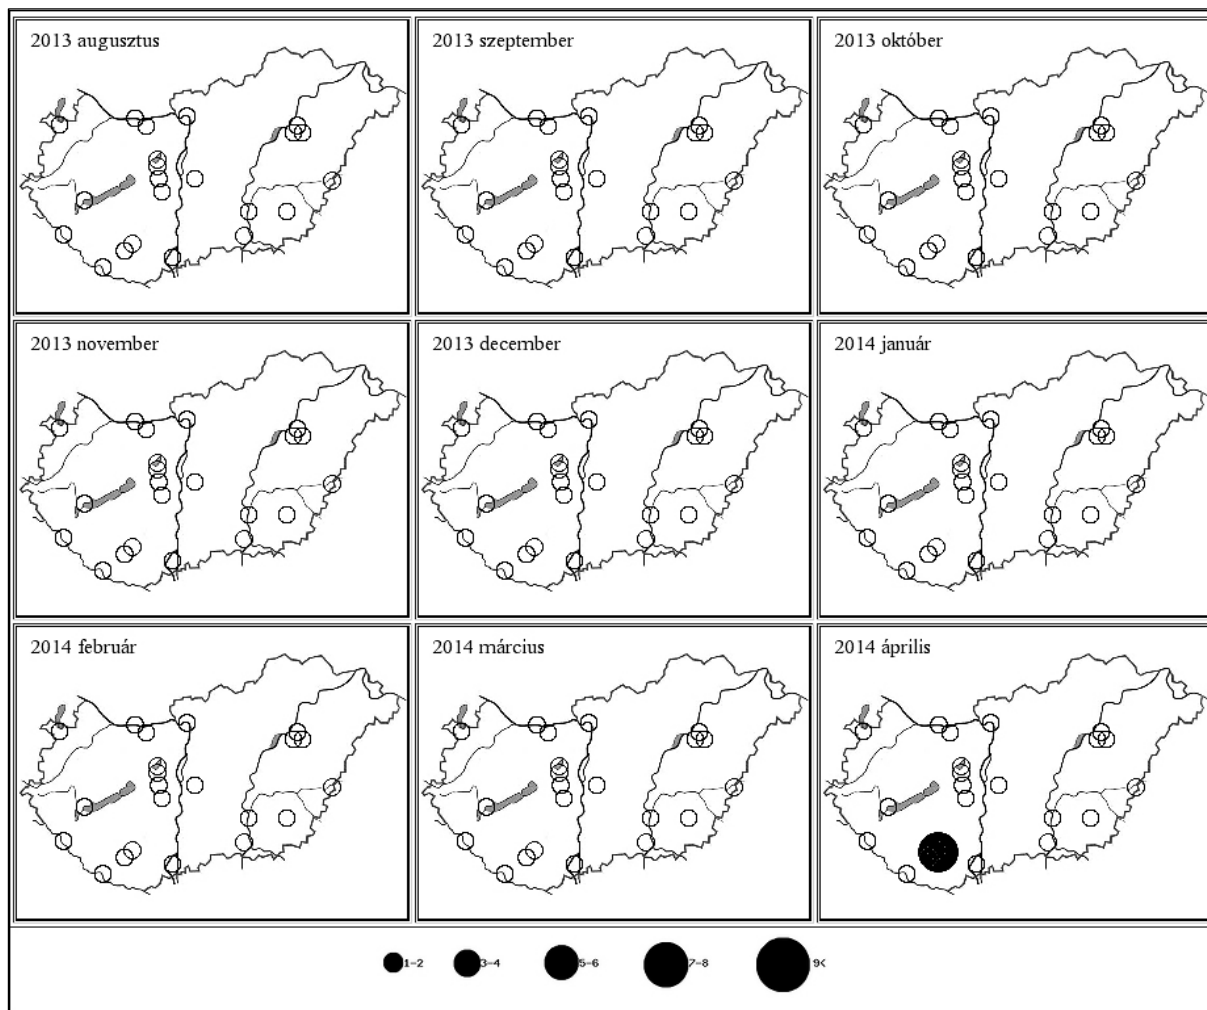 2013 augusztus
2013 szeptember
2013 október
2013 november
2013 december
2014 január
2014 február
2014 március
2014 április
1-2
3-4
5-6
7-8
9<